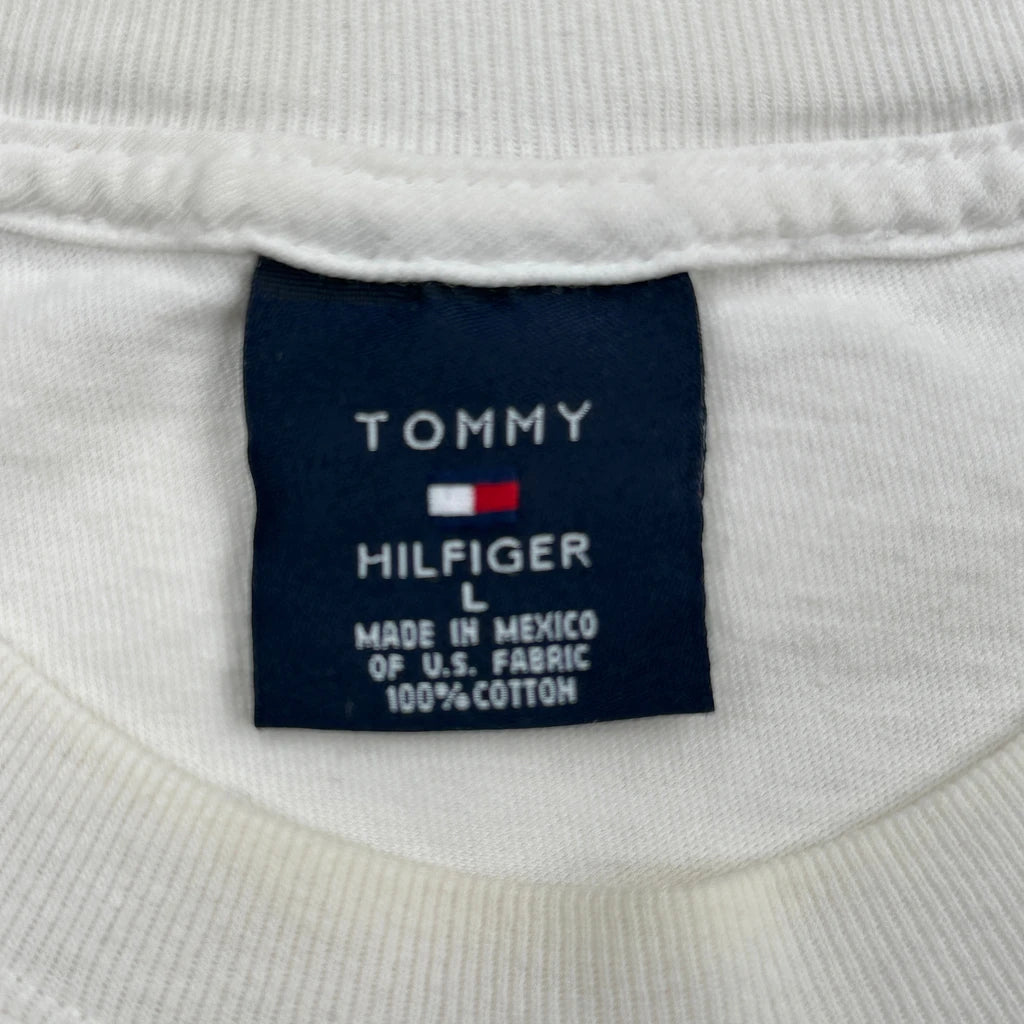 TOMMY
HILFIGER
L
MADE IN MEXICO
OF U.S. FABRIC
100% COTTON